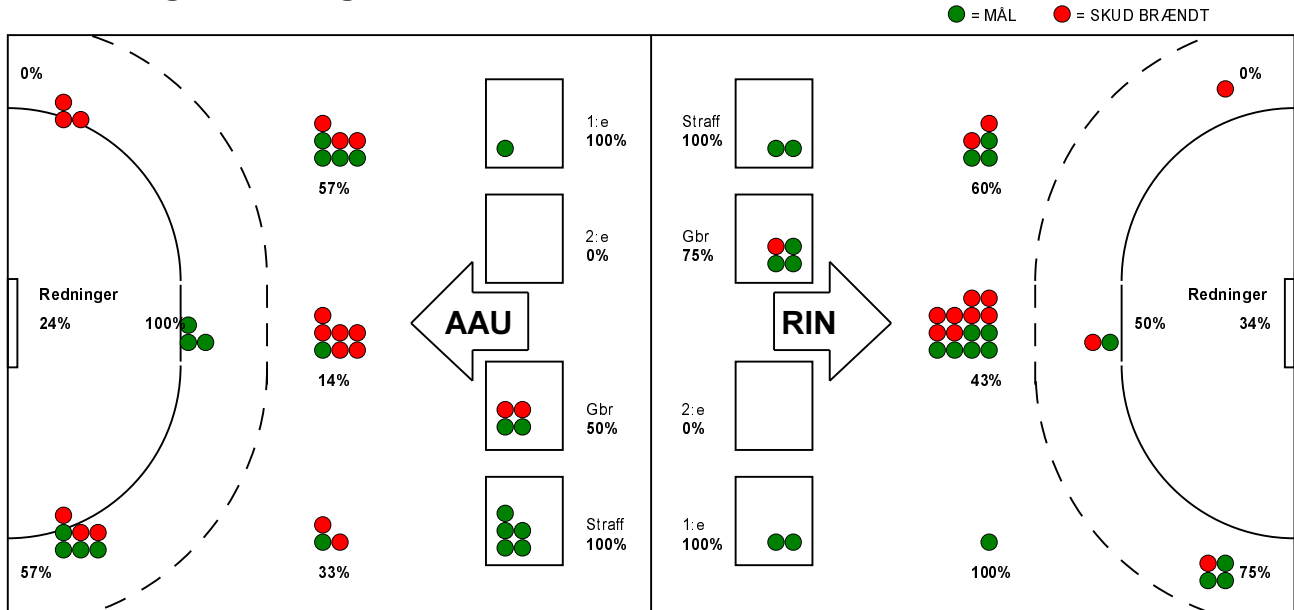 = MÅL
= SKUD BRÆNDT
0%
57%
1:e
100%
2:e
0%
Redninger
24%
100%
AAU
14%
Gbr
50%
Straff
100%
57%
33%
Straff
100%
Gbr
75%
RIN
2:e
0%
1:e
100%
0%
60%
Redninger
34%
50%
43%
100%
75%